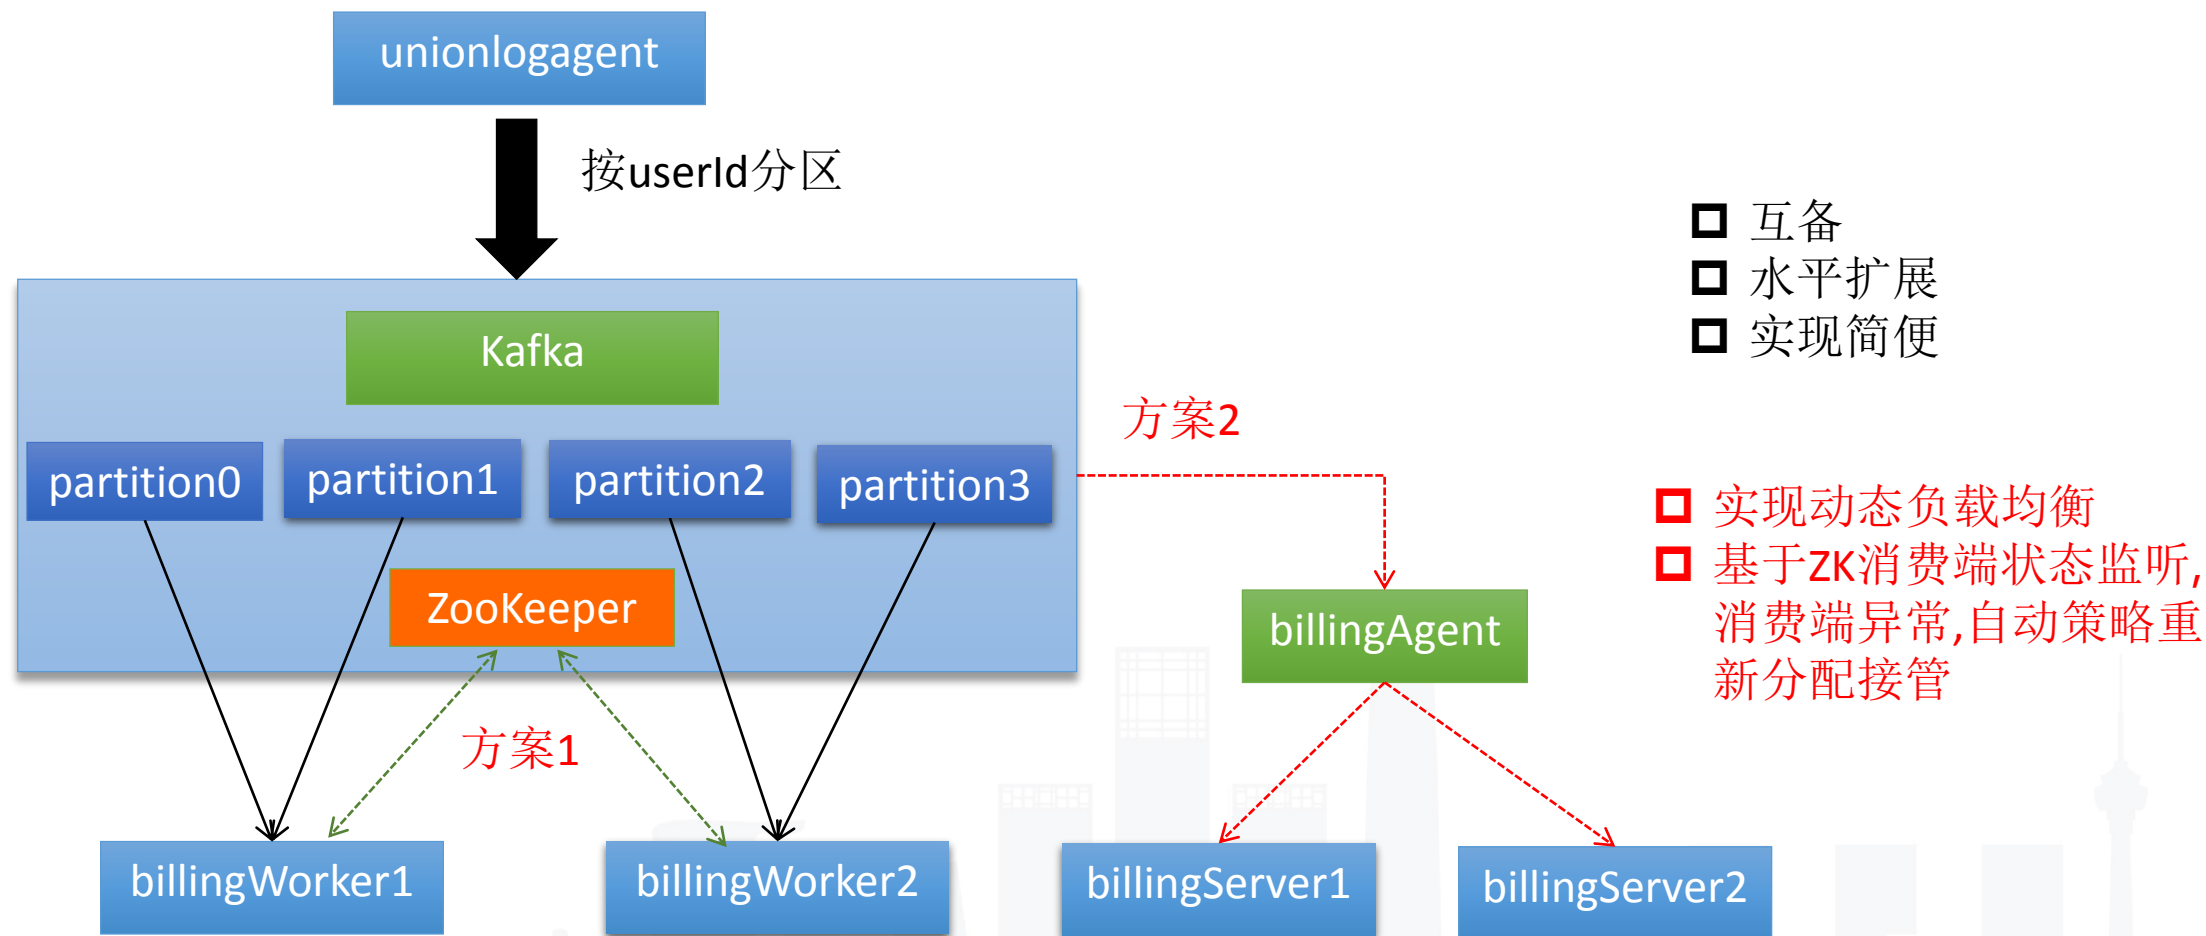 unionlogagent
按userId分区
Kafka
partition0
partition1
partition2
partition3
ZooKeeper
方案1
billingWorker1
billingWorker2
方案2
billingAgent
billingServer1
billingServer2
互备
水平扩展
实现简便
实现动态负载均衡
基于ZK消费端状态监听,
消费端异常,自动策略重
新分配接管